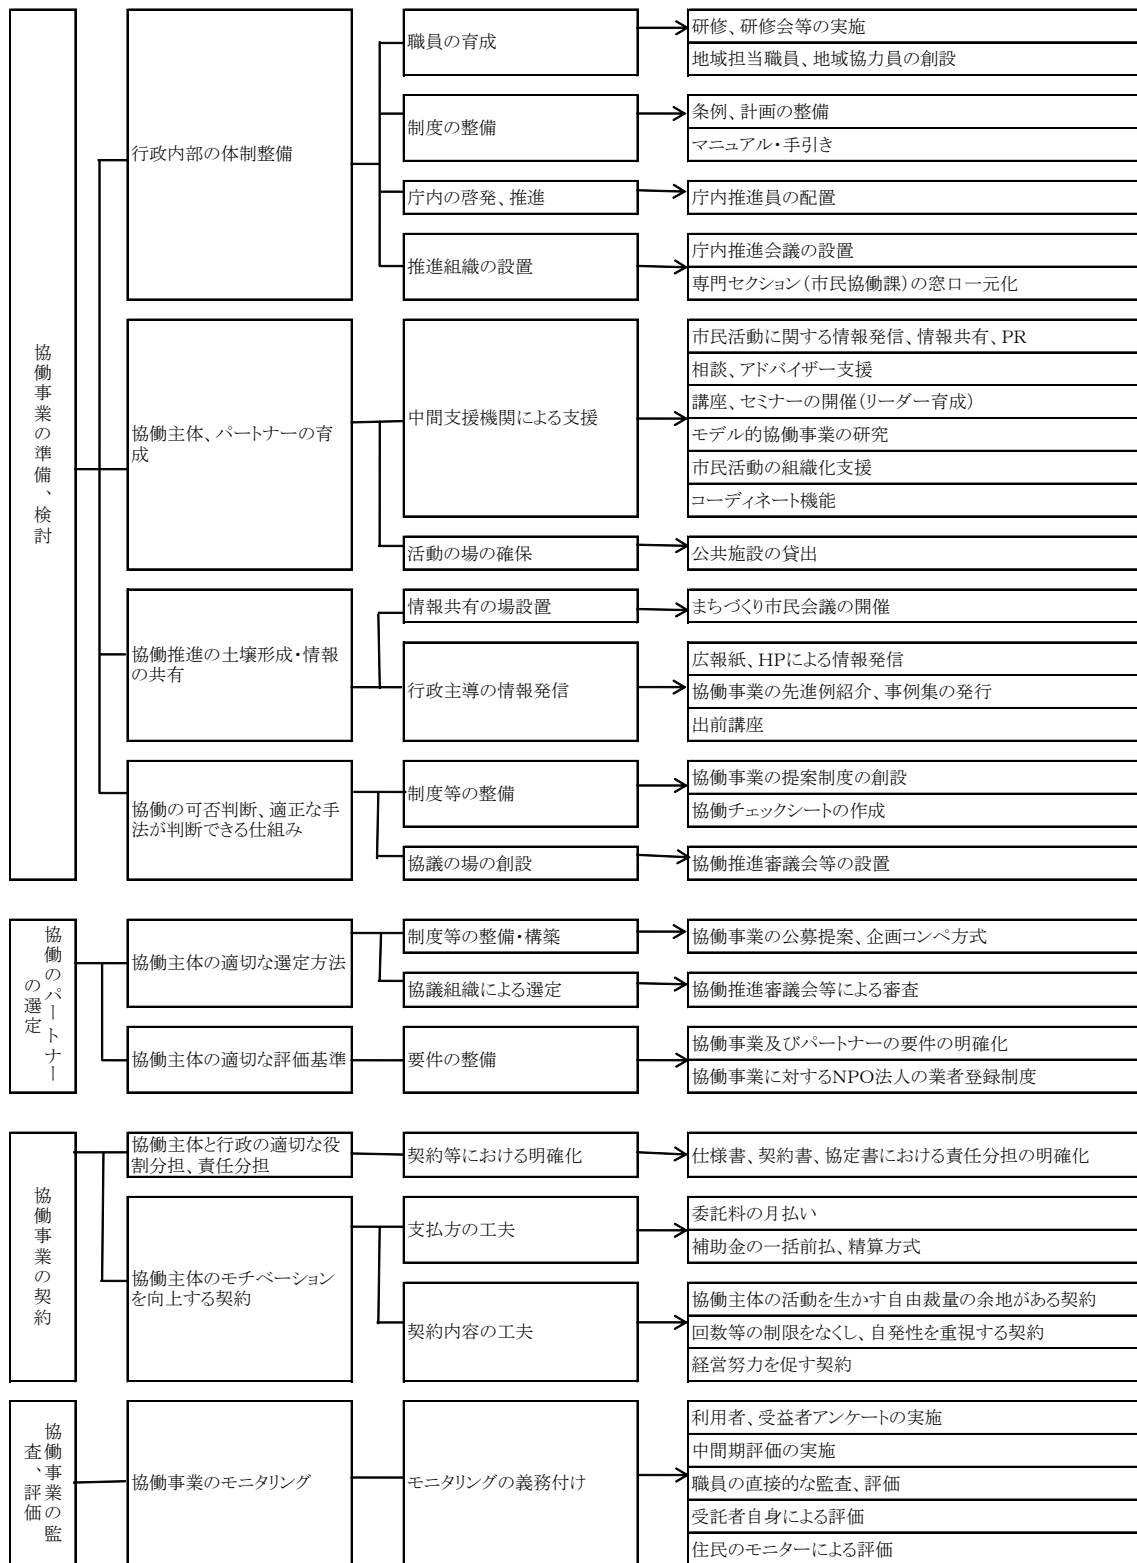 協働事業の準備、検討
行政内部の体制整備
職員の育成
研修、研修会等の実施
地域担当職員、地域協力員の創設
制度の整備
条例、計画の整備
マニュアル・手引き
庁内の啓発、推進
庁内推進員の配置
推進組織の設置
庁内推進会議の設置
専門セクション(市民協働課)の窓口一元化
協働主体、パートナーの育
成
中間支援機関による支援
市民活動に関する情報発信、情報共有、PR
相談、アドバイザー支援
講座、セミナーの開催(リーダー育成)
モデル的協働事業の研究
市民活動の組織化支援
コーディネート機能
活動の場の確保
公共施設の貸出
協働推進の土壌形成・情報
の共有
情報共有の場設置
まちづくり市民会議の開催
行政主導の情報発信
広報紙、HPによる情報発信
協働事業の先進例紹介、事例集の発行
出前講座
協働の可否判断、適正な手
法が判断できる仕組み
制度等の整備
協働事業の提案制度の創設
協働チェックシートの作成
協議の場の創設
協働推進審議会等の設置
協働のパートナー
の選定
協働主体の適切な選定方法
制度等の整備・構築
協働事業の公募提案、企画コンペ方式
協議組織による選定
協働推進審議会等による審査
協働主体の適切な評価基準
要件の整備
協働事業及びパートナーの要件の明確化
協働事業に対するNPO法人の業者登録制度
協働事業の契約
協働主体と行政の適切な役
割分担、責任分担
契約等における明確化
仕様書、契約書、協定書における責任分担の明確化
協働主体のモチベーション
を向上する契約
支払方の工夫
委託料の月払い
補助金の一括前払、精算方式
契約内容の工夫
協働主体の活動を生かす自由裁量の余地がある契約
回数等の制限をなくし、自発性を重視する契約
経営努力を促す契約
協働事業の監
査、評価
協働事業のモニタリング
モニタリングの義務付け
利用者、受益者アンケートの実施
中間期評価の実施
職員の直接的な監査、評価
受託者自身による評価
住民のモニターによる評価